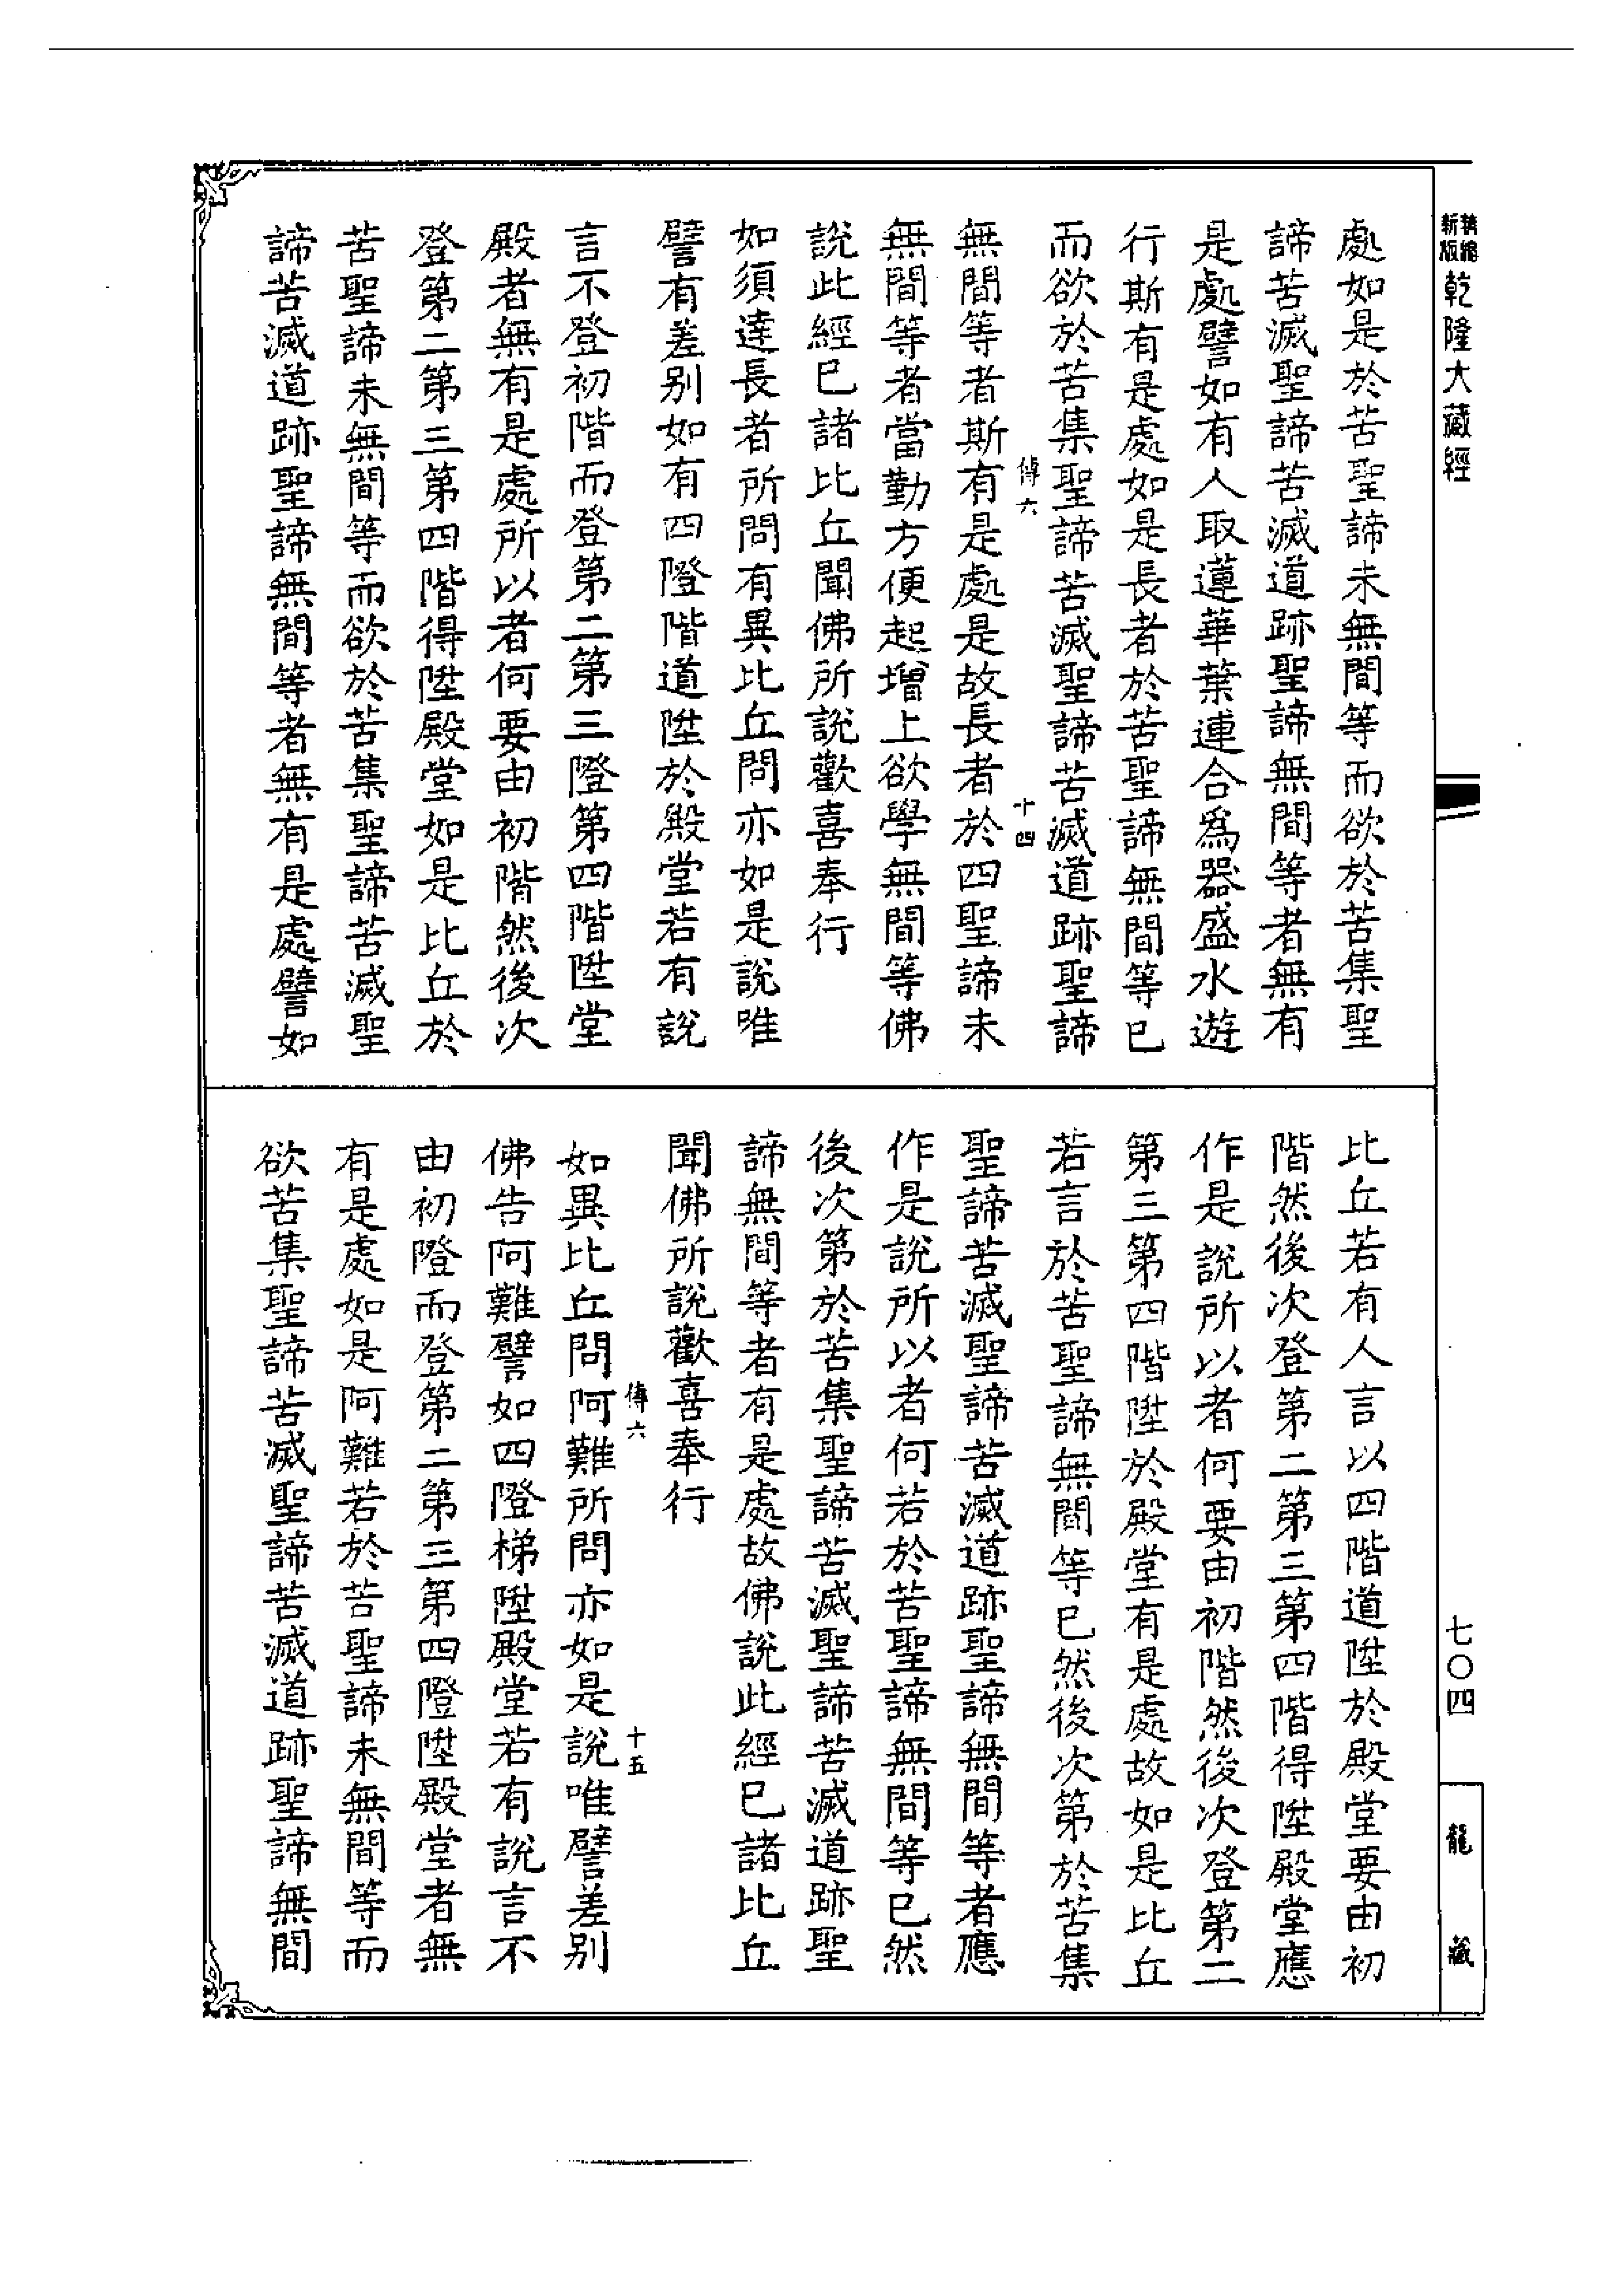 精縮新版乾隆大藏經
處如是於苦聖諦未無間等而欲於苦集聖
諦苦滅聖諦苦滅道跡聖諦無間等者無有
是處譬如有人取蓮華葉連合為器盛水遊
行斯有是處如是長者於苦聖諦無間等已
而欲於苦集聖諦苦滅聖諦苦滅道跡聖諦
傅六 十四
無間等者斯有是處是故長者於四聖諦未
無間等者當勤方便起增上欲學無間等佛
說此經已諸比丘聞佛所說歡喜奉行
如須達長者所問有異比丘問亦如是說唯
譬有差別如有四隥階道陞於殿堂若有說
言不登初階而登第二第三隥第四階陞堂
殿者無有是處所以者何要由初階然後次
登第二第三第四階得陞殿堂如是比丘於
苦聖諦未無間等而欲於苦集聖諦苦滅聖
諦苦滅道跡聖諦無間等者無有是處譬如
比丘若有人言以四階道陞於殿堂要由初
階然後次登第二第三第四階得陞殿堂應
作是說所以者何要由初階然後次登第二
第三第四階陞於殿堂有是處故如是比丘
若言於苦聖諦無間等已然後次第於苦集
聖諦苦滅聖諦苦滅道跡聖諦無間等者應
作是說所以者何若於苦聖諦無間等已然
後次第於苦集聖諦苦滅聖諦苦滅道跡聖
諦無間等者有是處故佛說此經已諸比丘
聞佛所說歡喜奉行
傅六 十五
如異比丘問阿難所問亦如是說唯譬差別
佛告阿難譬如四隥梯陞殿堂若有說言不
由初隥而登第二第三第四隥陞殿堂者無
有是處如是阿難若於苦聖諦未無間等而
欲苦集聖諦苦滅聖諦苦滅道跡聖諦無間
七〇四
龍藏